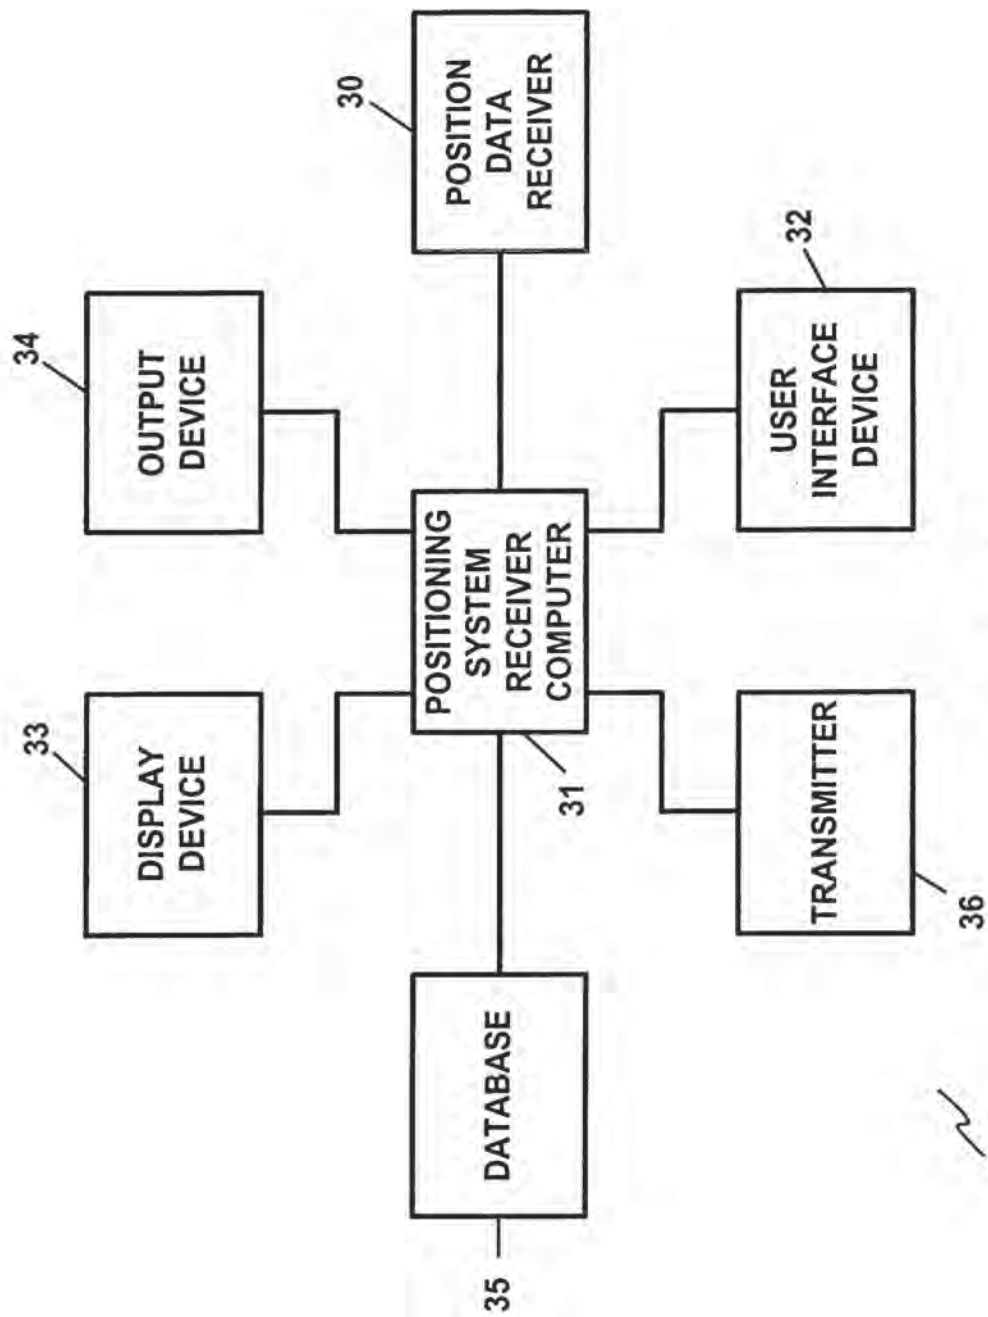 33
DISPLAY
DEVICE
34
OUTPUT
DEVICE
35
DATABASE
POSITIONING
SYSTEM
RECEIVER
COMPUTER
31
30
POSITION
DATA
RECEIVER
TRANSMITTER
36
USER
INTERFACE
DEVICE
32